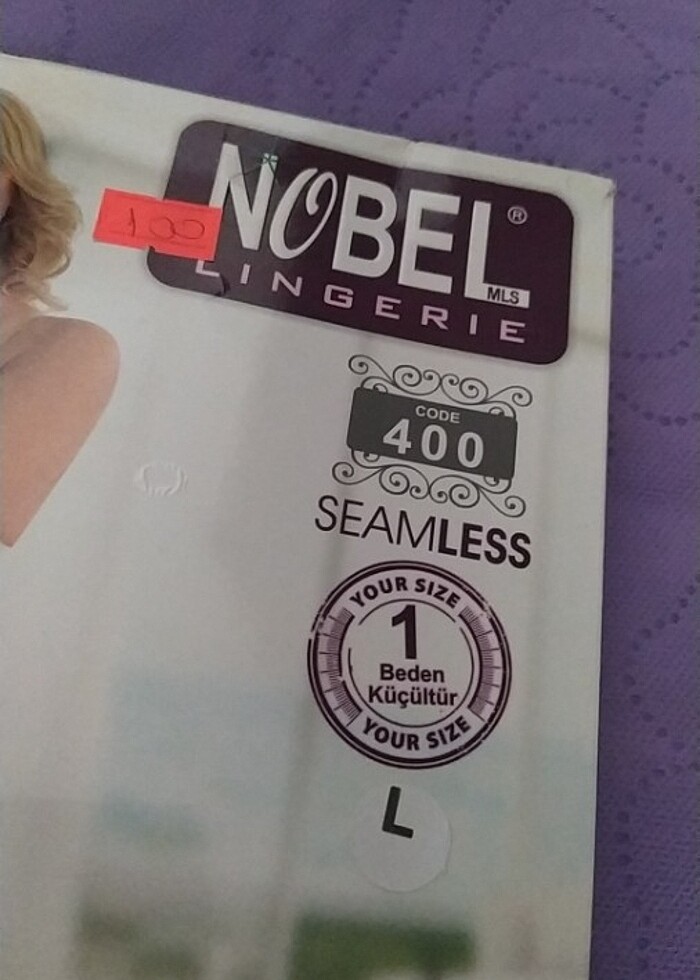 100
NOBEL®
MLS
LINGERIE
CODE
400
SEAMLESS
YOUR SIZE
1
Beden
Küçültür
YOUR SIZE
L